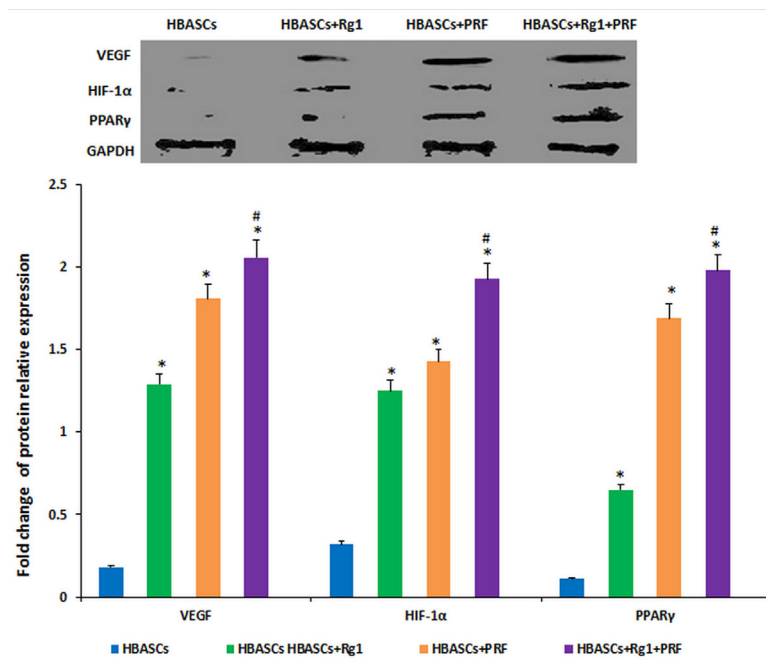 HBASCs HBASCs+Rg1 HBASCs+PRF HBASCs+Rg1+PRF
VEGF
HIF-1α
PPARγ
GAPDH
Fold change of protein relative expression
2.5
2
1.5
1
0.5
0
* * # *
* * # *
* * # *
VEGF HIF-1α PPARγ
HBASCs HBASCs HBASCs+Rg1 HBASCs+PRF HBASCs+Rg1+PRF